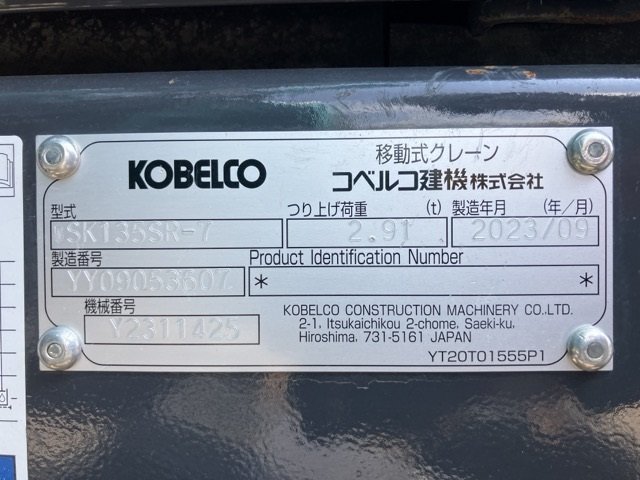 KOBELCO
移動式クレーン
コベルコ建機株式会社
型式
SK135SR-7
つり上げ荷重 (t)
2.91
製造年月 (年/月)
2023/09
製造番号
YY09053607
Product Identification Number
* *
機械番号
Y2311425
KOBELCO CONSTRUCTION MACHINERY CO.,LTD.
2-1, Itsukaichikou 2-chome, Saeki-ku,
Hiroshima, 731-5161 JAPAN
YT20T01555P1